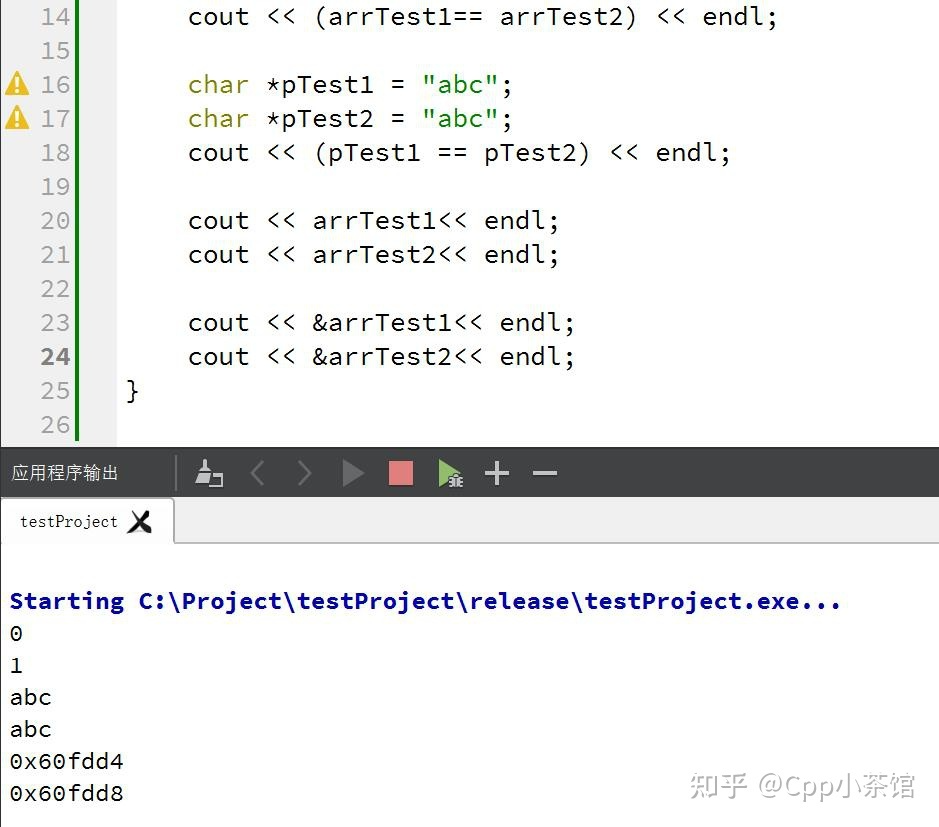 14 cout << (arrTest1== arrTest2) << endl;
15
16 char *pTest1 = "abc";
17 char *pTest2 = "abc";
18 cout << (pTest1 == pTest2) << endl;
19
20 cout << arrTest1<< endl;
21 cout << arrTest2<< endl;
22
23 cout << &arrTest1<< endl;
24 cout << &arrTest2<< endl;
25 }
26
应用程序输出
testProject
Starting C:\Project\testProject\release\testProject.exe...
0
1
abc
abc
0x60fdd4
0x60fdd8
知乎 @Cpp小茶馆